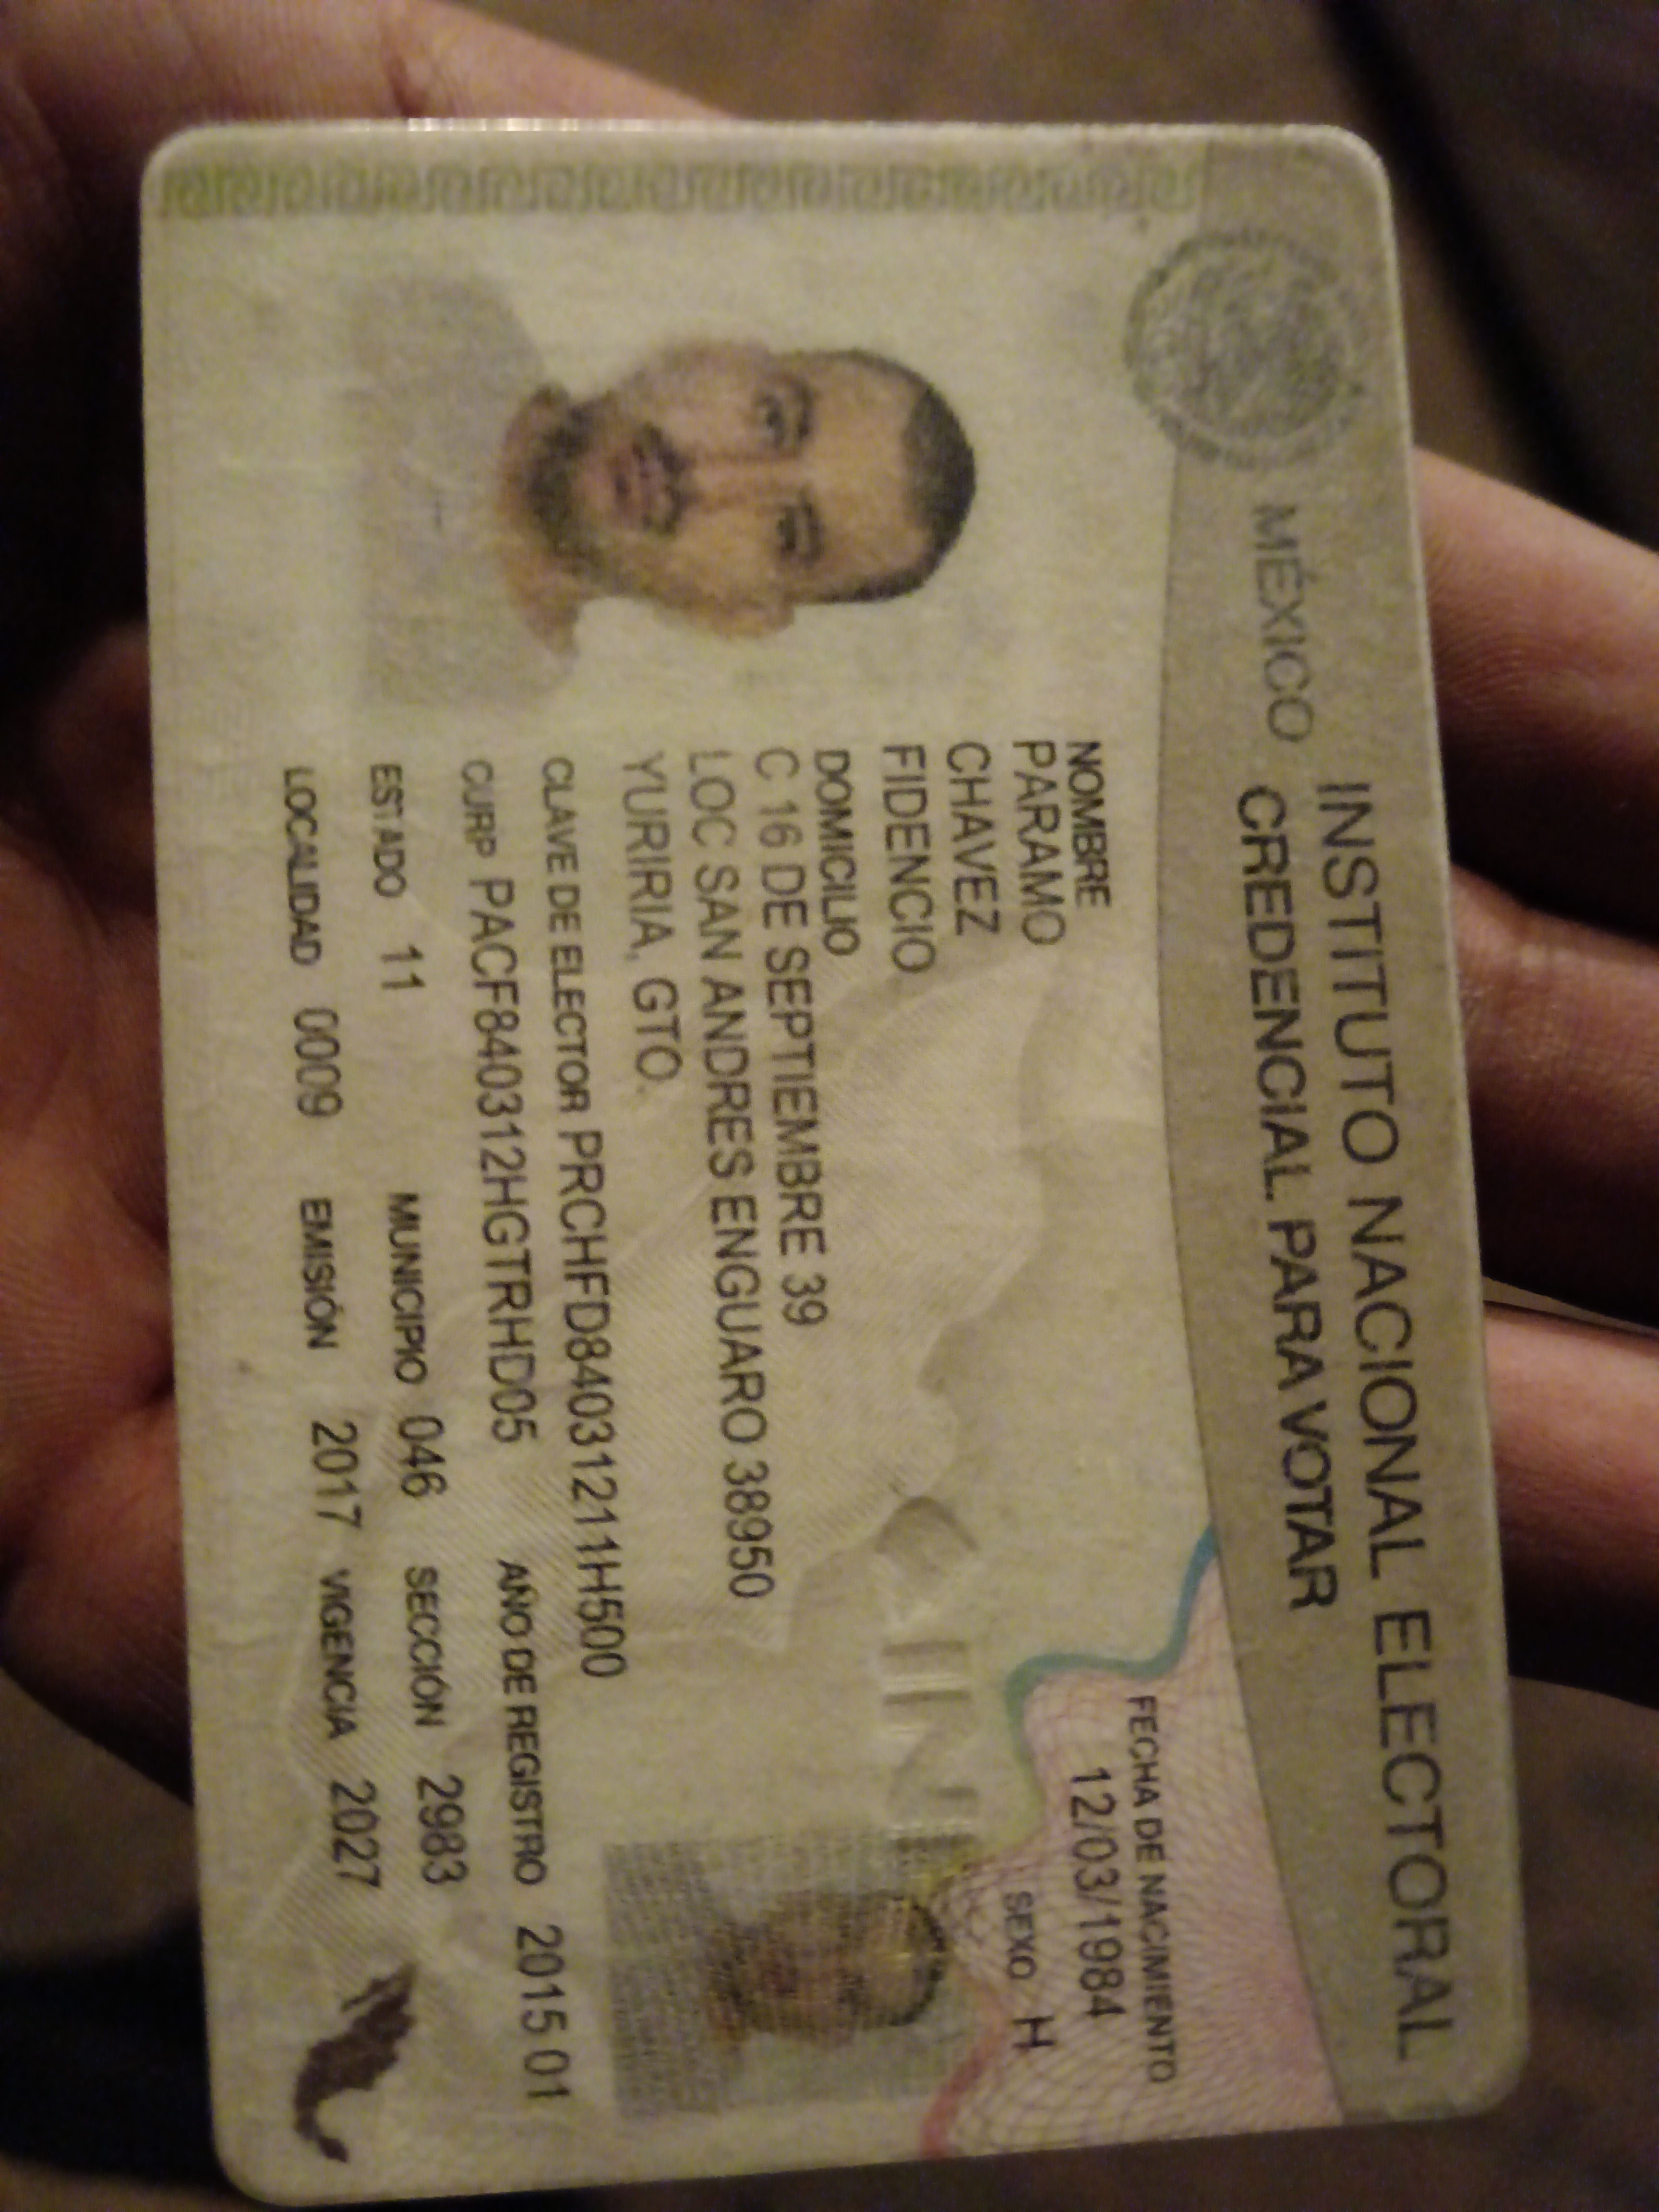 MÉXICO INSTITUTO NACIONAL ELECTORAL
CREDENCIAL PARA VOTAR
NOMBRE
PARAMO
CHAVEZ
FIDENCIO
FECHA DE NACIMIENTO
12/03/1984
SEXO H
DOMICILIO
C 16 DE SEPTIEMBRE 39
LOC SAN ANDRES ENGUARO 38950
YURIRIA, GTO.
INE
CLAVE DE ELECTOR PRCHFD84031211H500
CURP PACF840312HGTRHD05 AÑO DE REGISTRO 2015 01
ESTADO 11 MUNICIPIO 046 SECCIÓN 2983
LOCALIDAD 0009 EMISIÓN 2017 VIGENCIA 2027